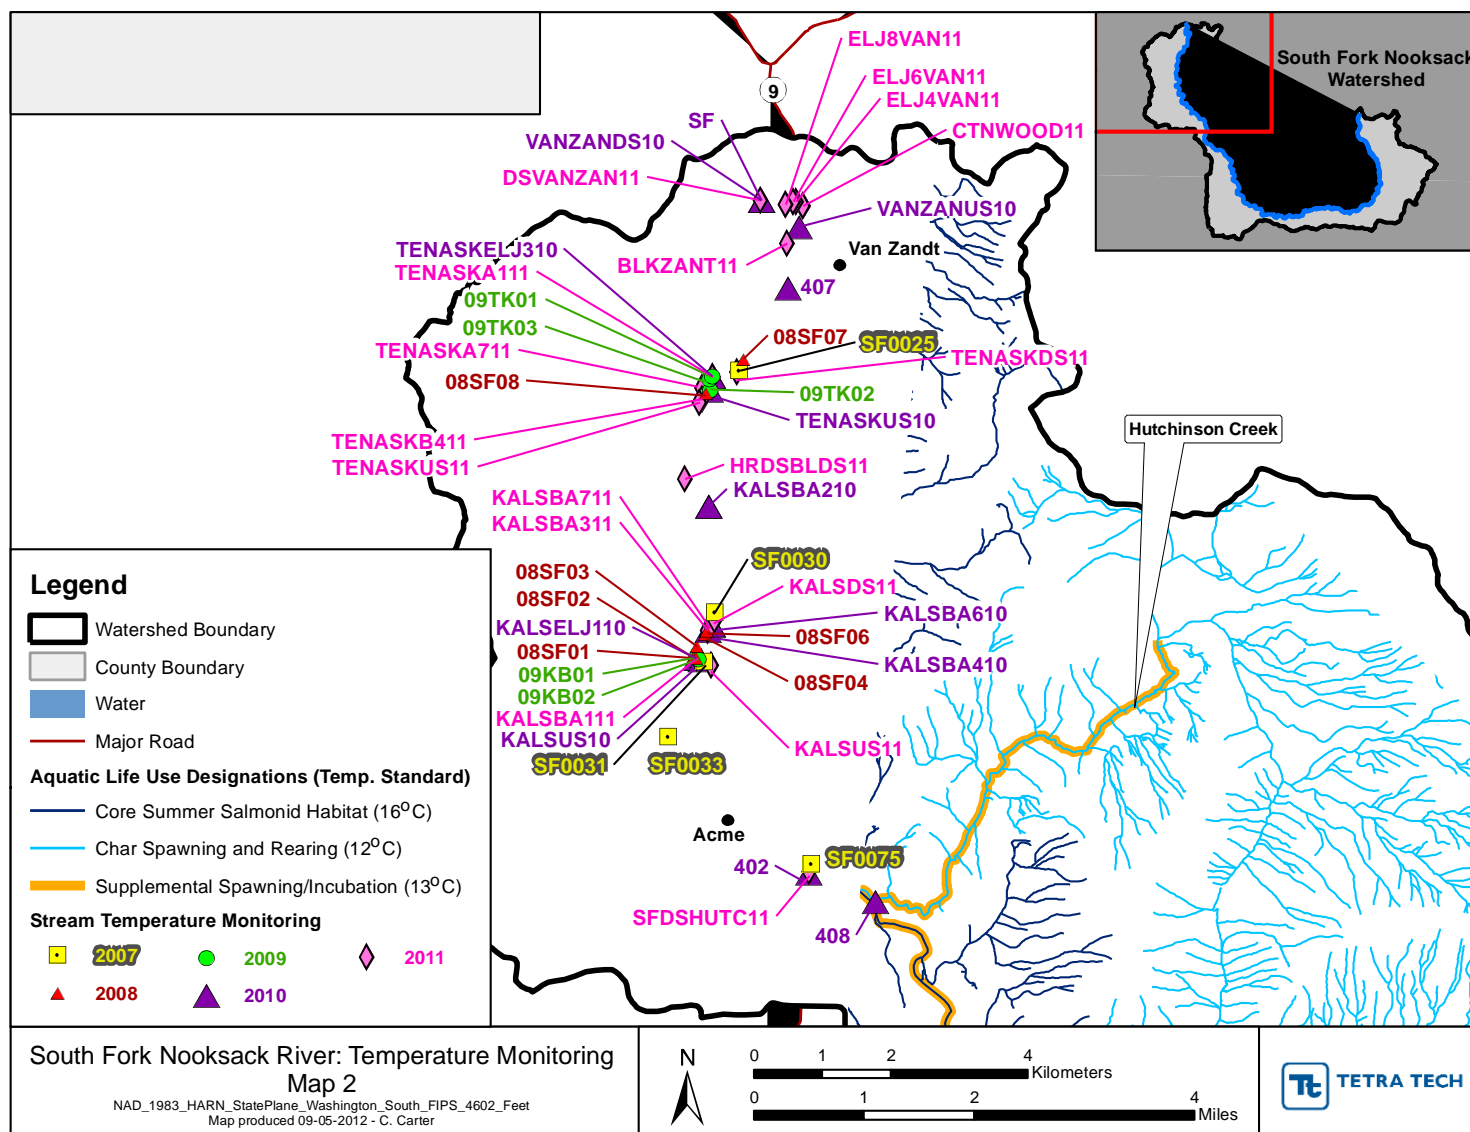 ELJ8VAN11
ELJ6VAN11
ELJ4VAN11
CTNWOOD11
9
SF
VANZANDS10
DSVANZAN11
VANZANUS10
BLKZANT11
Van Zandt
407
TENASKELJ310
TENASKA111
09TK01
09TK03
TENASKA711
08SF08
08SF07
SF0025
TENASKDS11
09TK02
TENASKUS10
TENASKB411
TENASKUS11
HRDSBLDS11
KALSBA210
KALSBA711
KALSBA311
SF0030
08SF03
08SF02
KALSELJ110
08SF01
09KB01
09KB02
KALSBA111
KALSUS10
SF0031
SF0033
KALSDS11
KALSBA610
08SF06
KALSBA410
08SF04
KALSUS11
Acme
402
SF0075
SFDSHUTC11
408
Hutchinson Creek
South Fork Nooksack
Watershed
Legend
Watershed Boundary
County Boundary
Water
Major Road
Aquatic Life Use Designations (Temp. Standard)
Core Summer Salmonid Habitat (16°C)
Char Spawning and Rearing (12°C)
Supplemental Spawning/Incubation (13°C)
Stream Temperature Monitoring
2007
2009
2011
2008
2010
South Fork Nooksack River: Temperature Monitoring
Map 2
NAD_1983_HARN_StatePlane_Washington_South_FIPS_4602_Feet
Map produced 09-05-2012 - C. Carter
N
0 1 2 4
Kilometers
0 1 2 4
Miles
Tt TETRA TECH